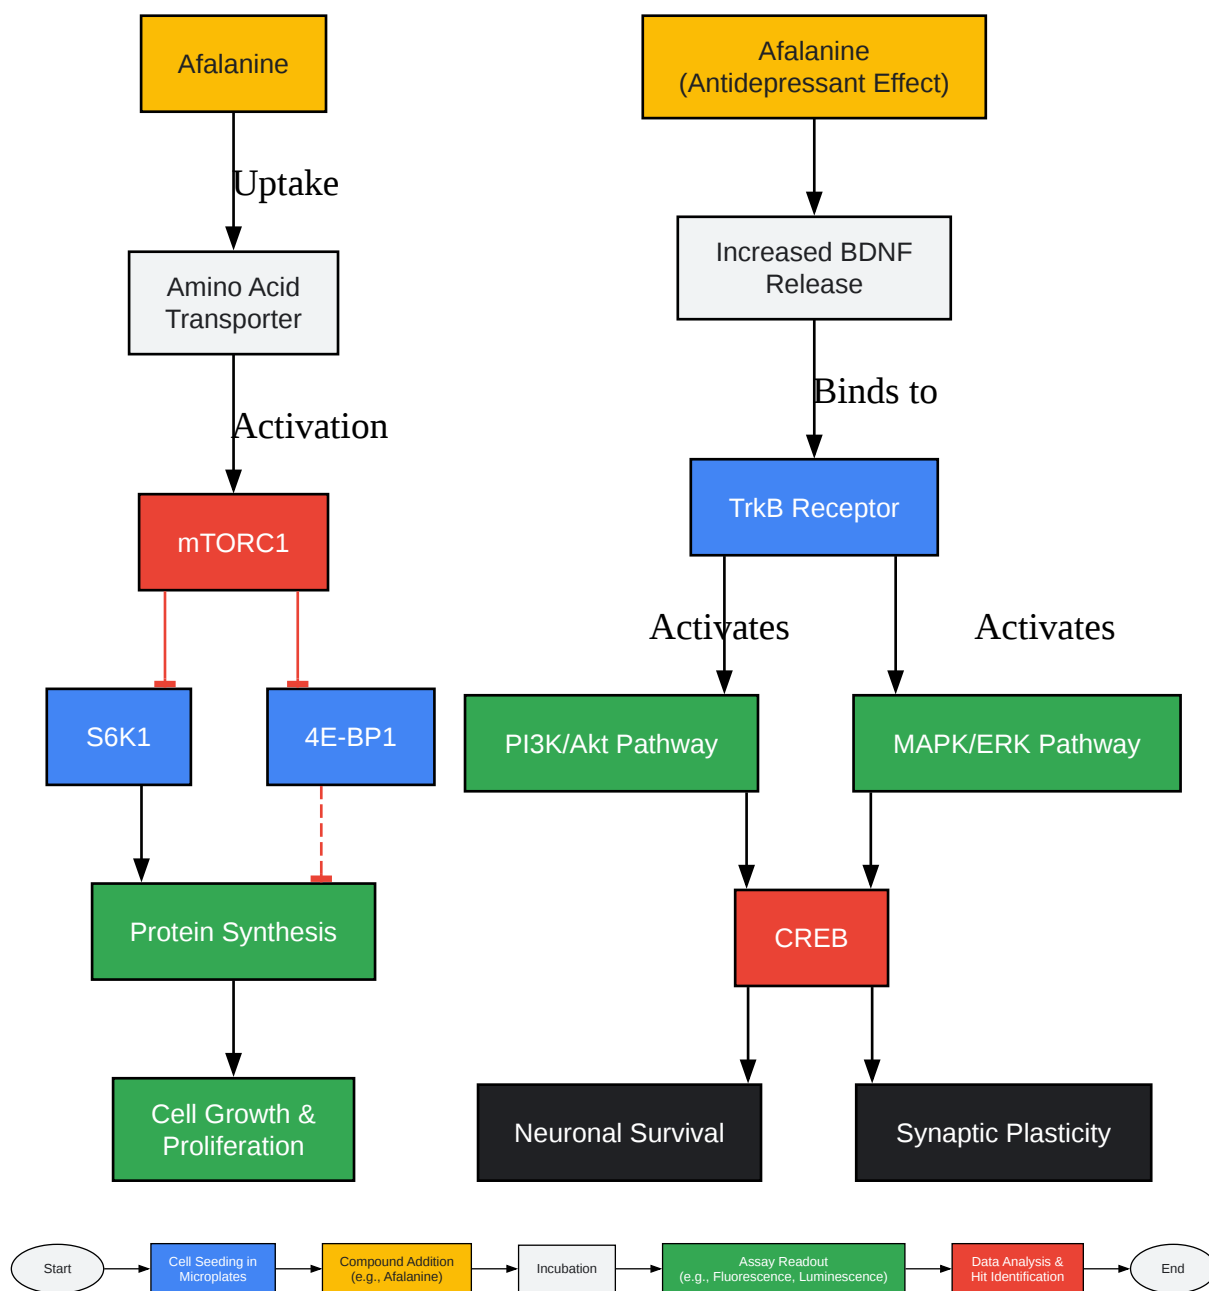 Afalanine
Uptake
Amino Acid
Transporter
Activation
mTORC1
S6K1
4E-BP1
Protein Synthesis
Cell Growth &
Proliferation
Afalanine
(Antidepressant Effect)
Increased BDNF
Release
Binds to
TrkB Receptor
Activates
Activates
PI3K/Akt Pathway
MAPK/ERK Pathway
CREB
Neuronal Survival
Synaptic Plasticity
Start
Cell Seeding in
Microplates
Compound Addition
(e.g., Afalanine)
Incubation
Assay Readout
(e.g., Fluorescence, Luminescence)
Data Analysis &
Hit Identification
End